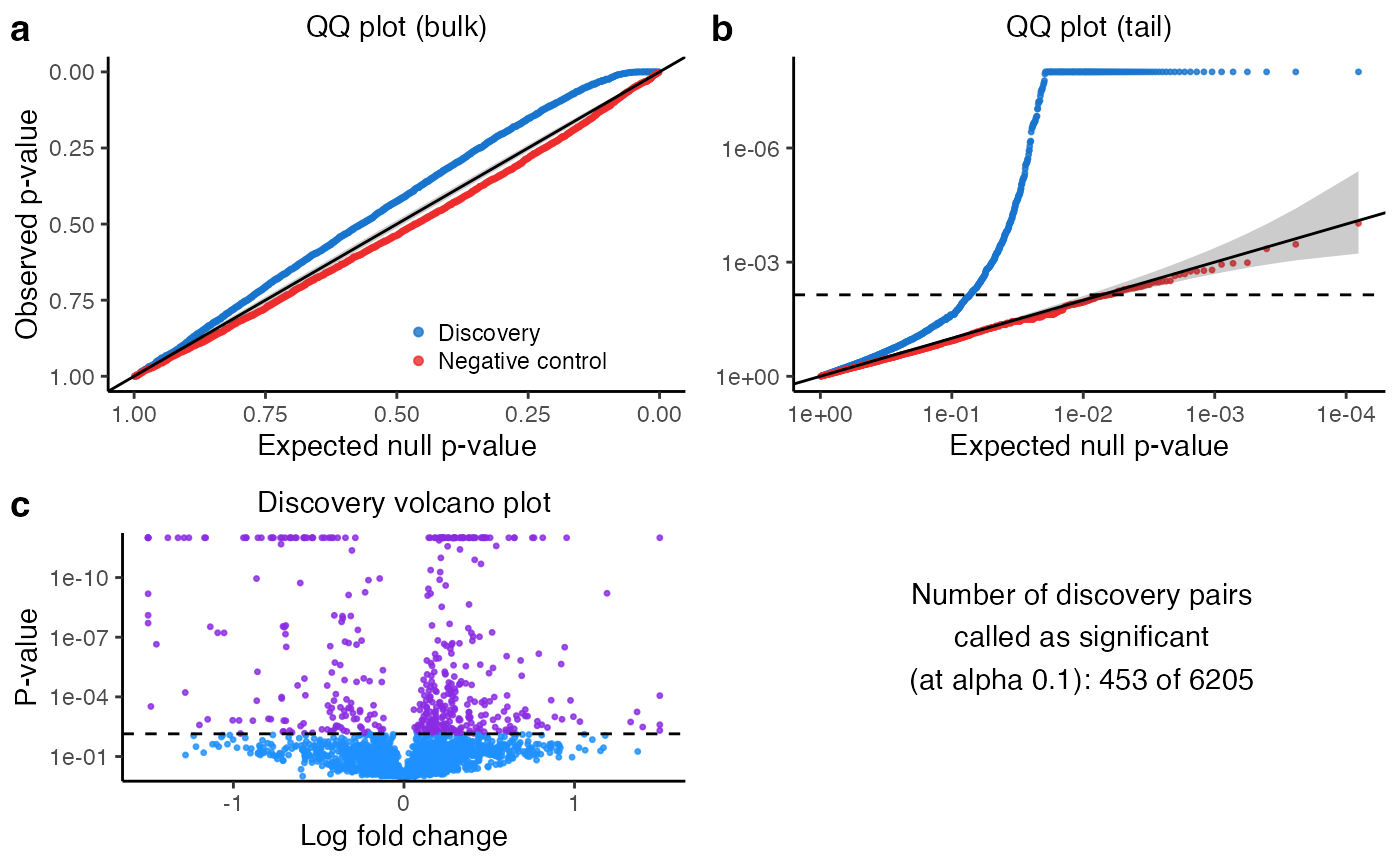 a
QQ plot (bulk)
Observed p-value
0.00
0.25
0.50
0.75
1.00
Discovery
Negative control
1.00
0.75
0.50
0.25
0.00
Expected null p-value
b
QQ plot (tail)
1e-06
1e-03
1e+00
1e+00
1e-01
1e-02
1e-03
1e-04
Expected null p-value
c
Discovery volcano plot
P-value
1e-10
1e-07
1e-04
1e-01
-1
0
1
Log fold change
Number of discovery pairs
called as significant
(at alpha 0.1): 453 of 6205